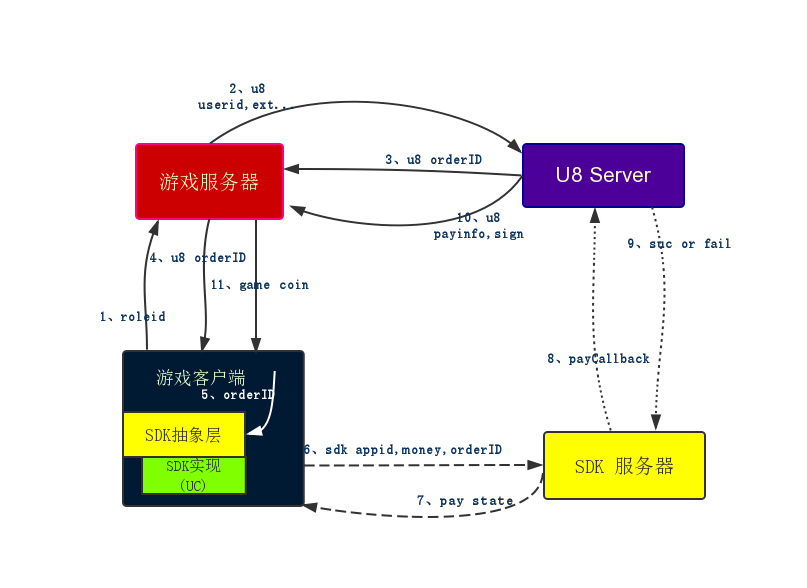 2、u8
userid,ext...
3、u8 orderID
游戏服务器
U8 Server
10、u8
payinfo,sign
9、suc or fail
4、u8 orderID
11、game coin
1、roleid
8、payCallback
游戏客户端
5、orderID
SDK抽象层
6、sdk appid,money,orderID
SDK实现
(UC)
SDK 服务器
7、pay state